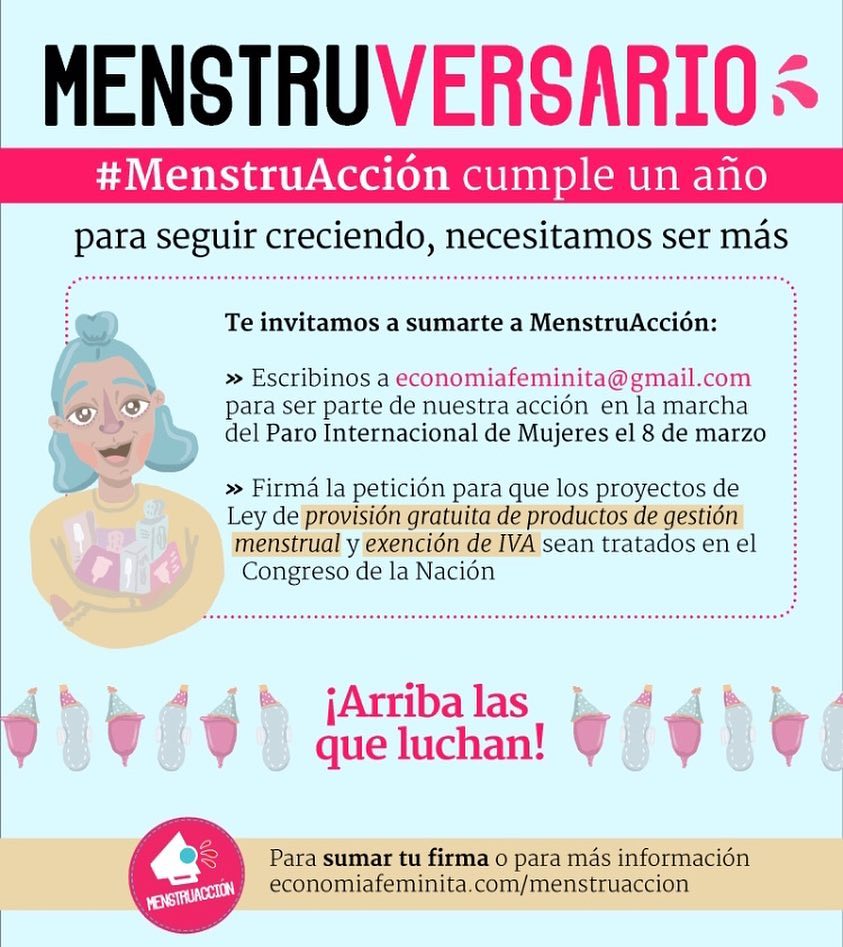 MENSTRUVERSARIO
#MenstruAcción cumple un año
para seguir creciendo, necesitamos ser más
Te invitamos a sumarte a MenstruAcción:
» Escribinos a economiafeminita@gmail.com
para ser parte de nuestra acción en la marcha
del Paro Internacional de Mujeres el 8 de marzo
» Firmá la petición para que los proyectos de
Ley de provisión gratuita de productos de gestión
menstrual y exención de IVA sean tratados en el
Congreso de la Nación
¡Arriba las
que luchan!
MENSTRUACCIÓN
Para sumar tu firma o para más información
economiafeminita.com/menstruaccion